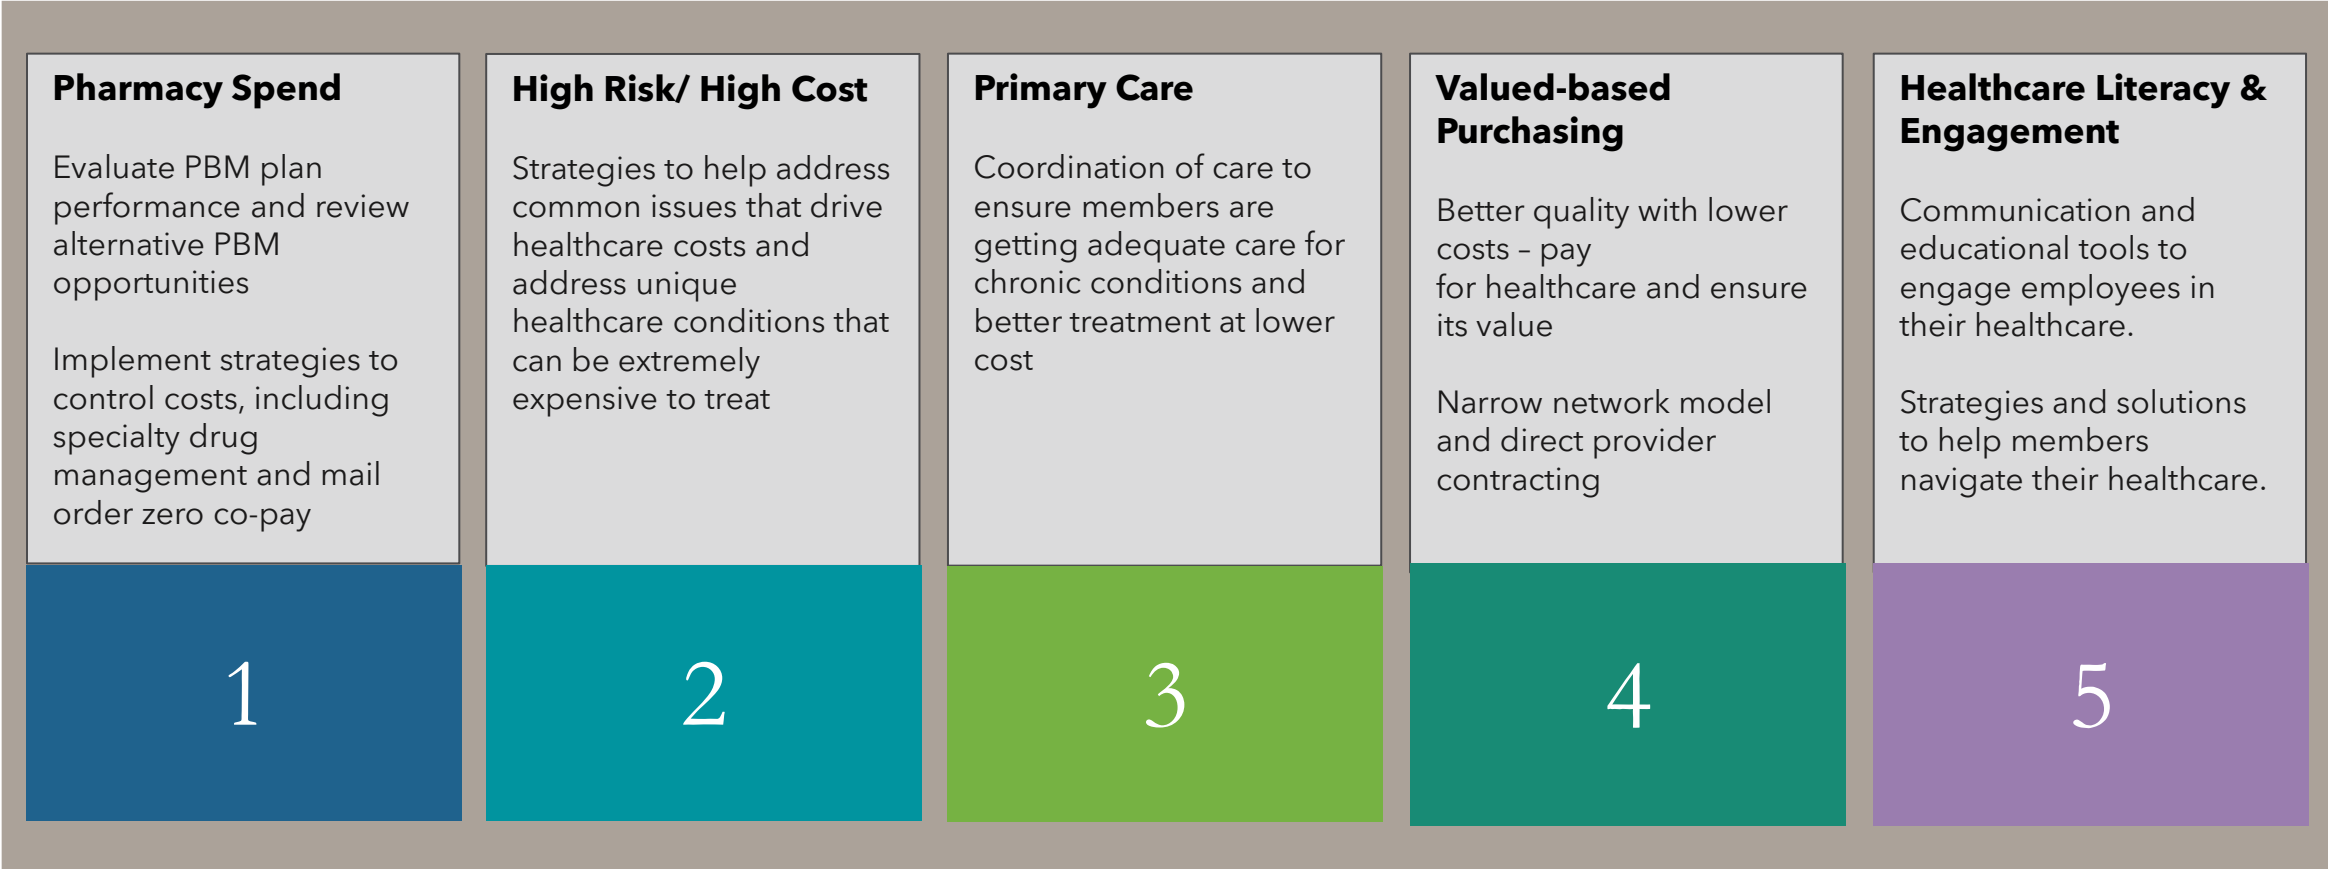 Pharmacy Spend
Evaluate PBM plan
performance and review
alternative PBM
opportunities
Implement strategies to
control costs, including
specialty drug
management and mail
order zero co-pay
1
High Risk/ High Cost
Strategies to help address
common issues that drive
healthcare costs and
address unique
healthcare conditions that
can be extremely
expensive to treat
2
Primary Care
Coordination of care to
ensure members are
getting adequate care for
chronic conditions and
better treatment at lower
cost
3
Valued-based
Purchasing
Better quality with lower
costs – pay
for healthcare and ensure
its value
Narrow network model
and direct provider
contracting
4
Healthcare Literacy &
Engagement
Communication and
educational tools to
engage employees in
their healthcare.
Strategies and solutions
to help members
navigate their healthcare.
5